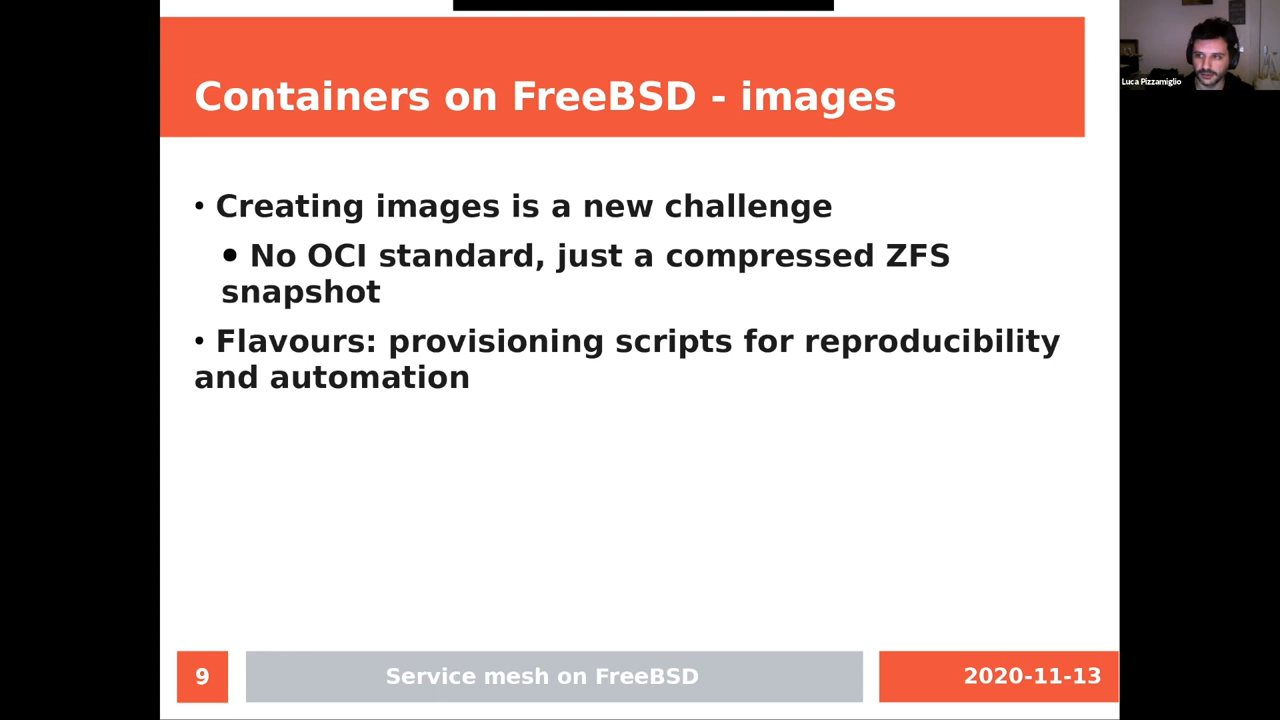 Containers on FreeBSD - images
Luca Pizzamiglio
• Creating images is a new challenge
• No OCI standard, just a compressed ZFS
snapshot
• Flavours: provisioning scripts for reproducibility
and automation
9
Service mesh on FreeBSD
2020-11-13